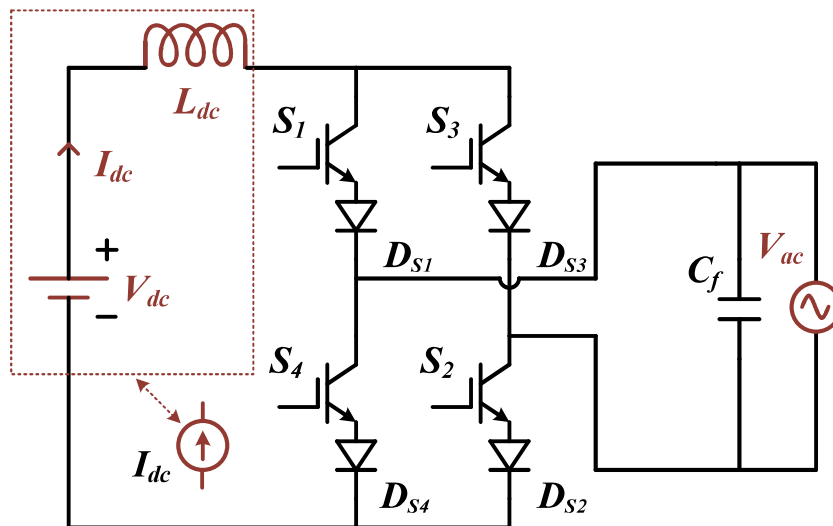 L_dc
S_1
S_3
I_dc
V_ac
D_S1
D_S3
+
V_dc
C_f
−
S_4
S_2
I_dc
D_S4
D_S2